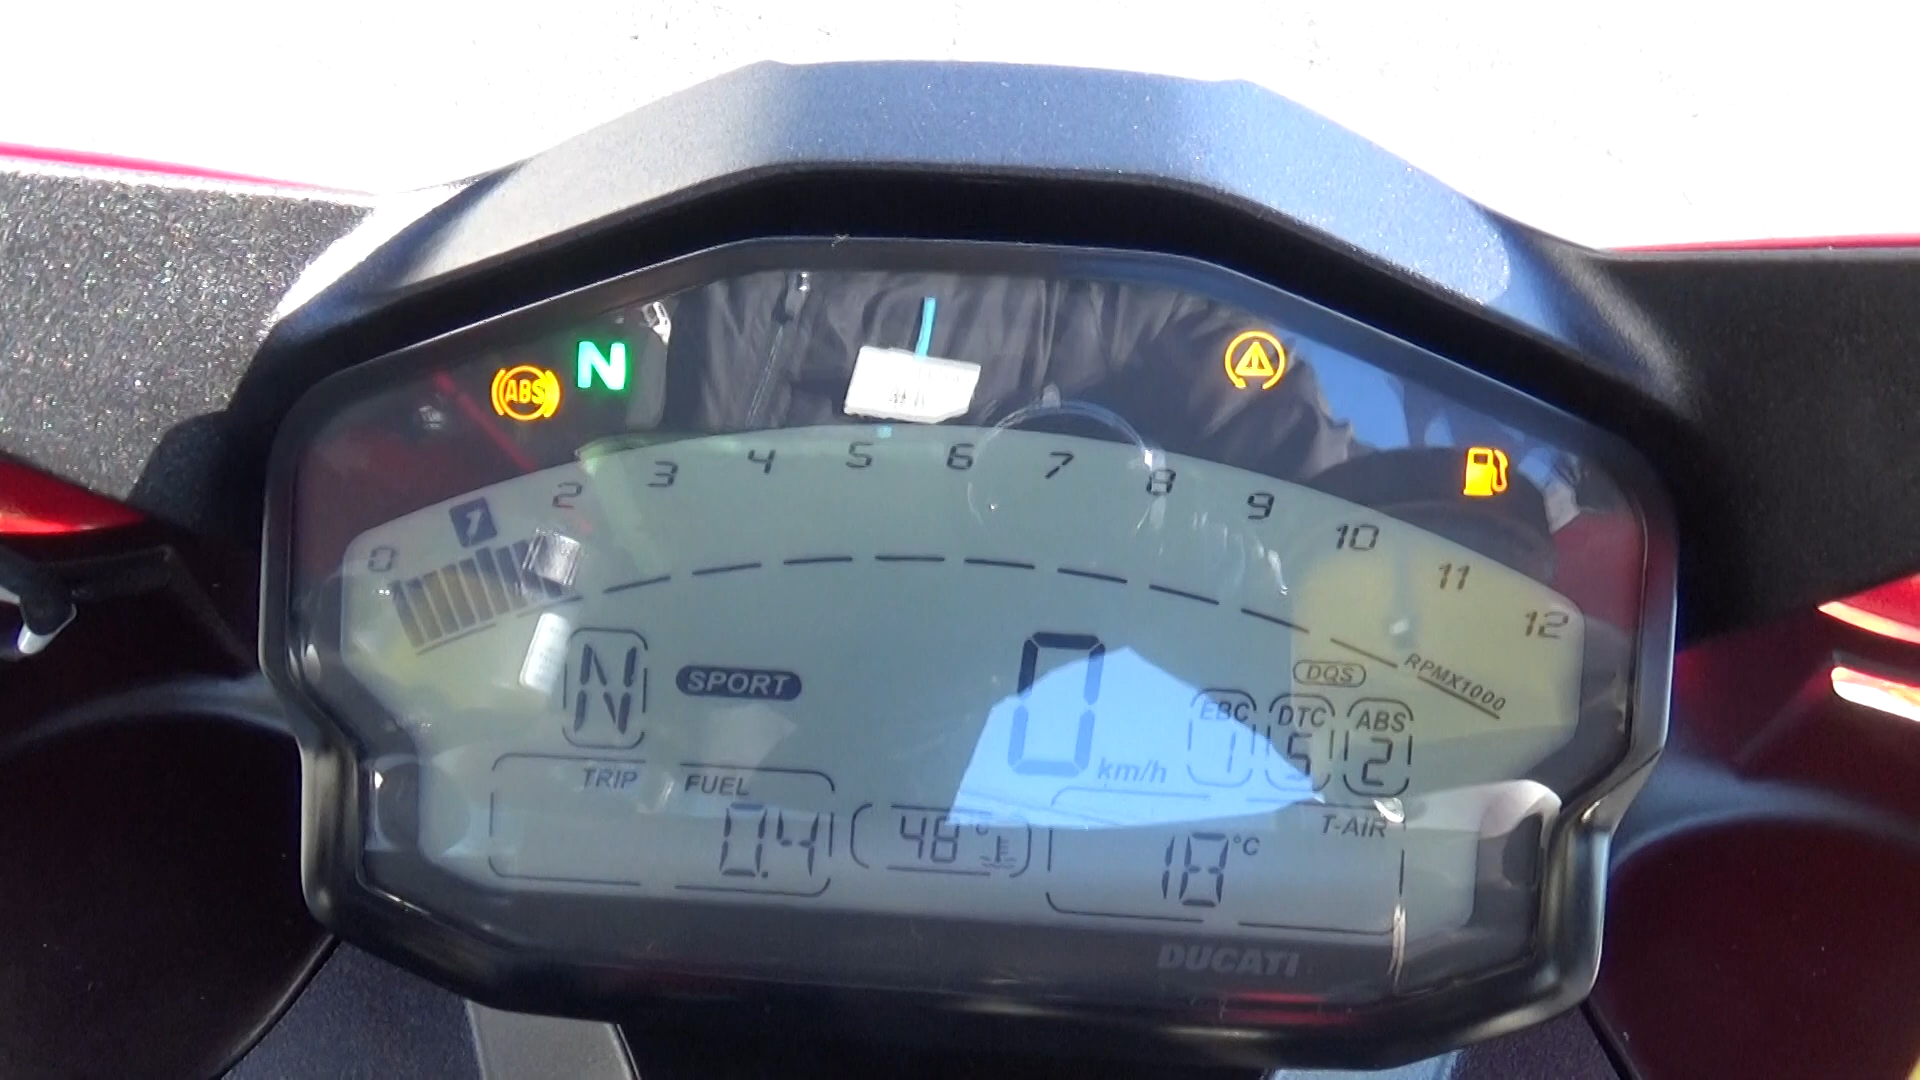 ABS
N
0 1 2 3 4 5 6 7 8 9 10 11 12
RPMX1000
N
SPORT
0
km/h
DQS
EBC DTC ABS
1 5 2
TRIP FUEL
0.4
48°C
T-AIR
18°C
DUCATI